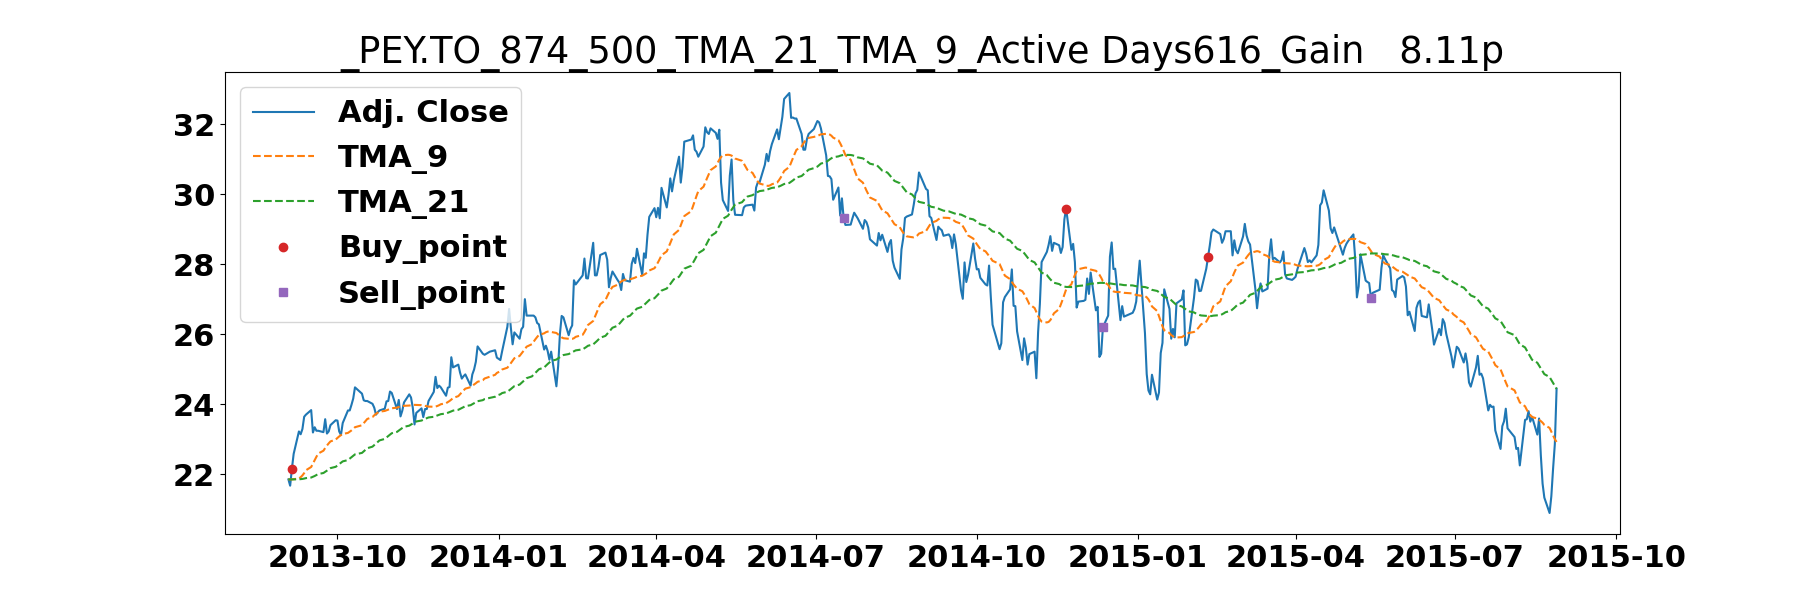 _PEY.TO_874_500_TMA_21_TMA_9_Active Days616_Gain   8.11p
Adj. Close
TMA_9
TMA_21
Buy_point
Sell_point
32
30
28
26
24
22
2013-10 2014-01 2014-04 2014-07 2014-10 2015-01 2015-04 2015-07 2015-10